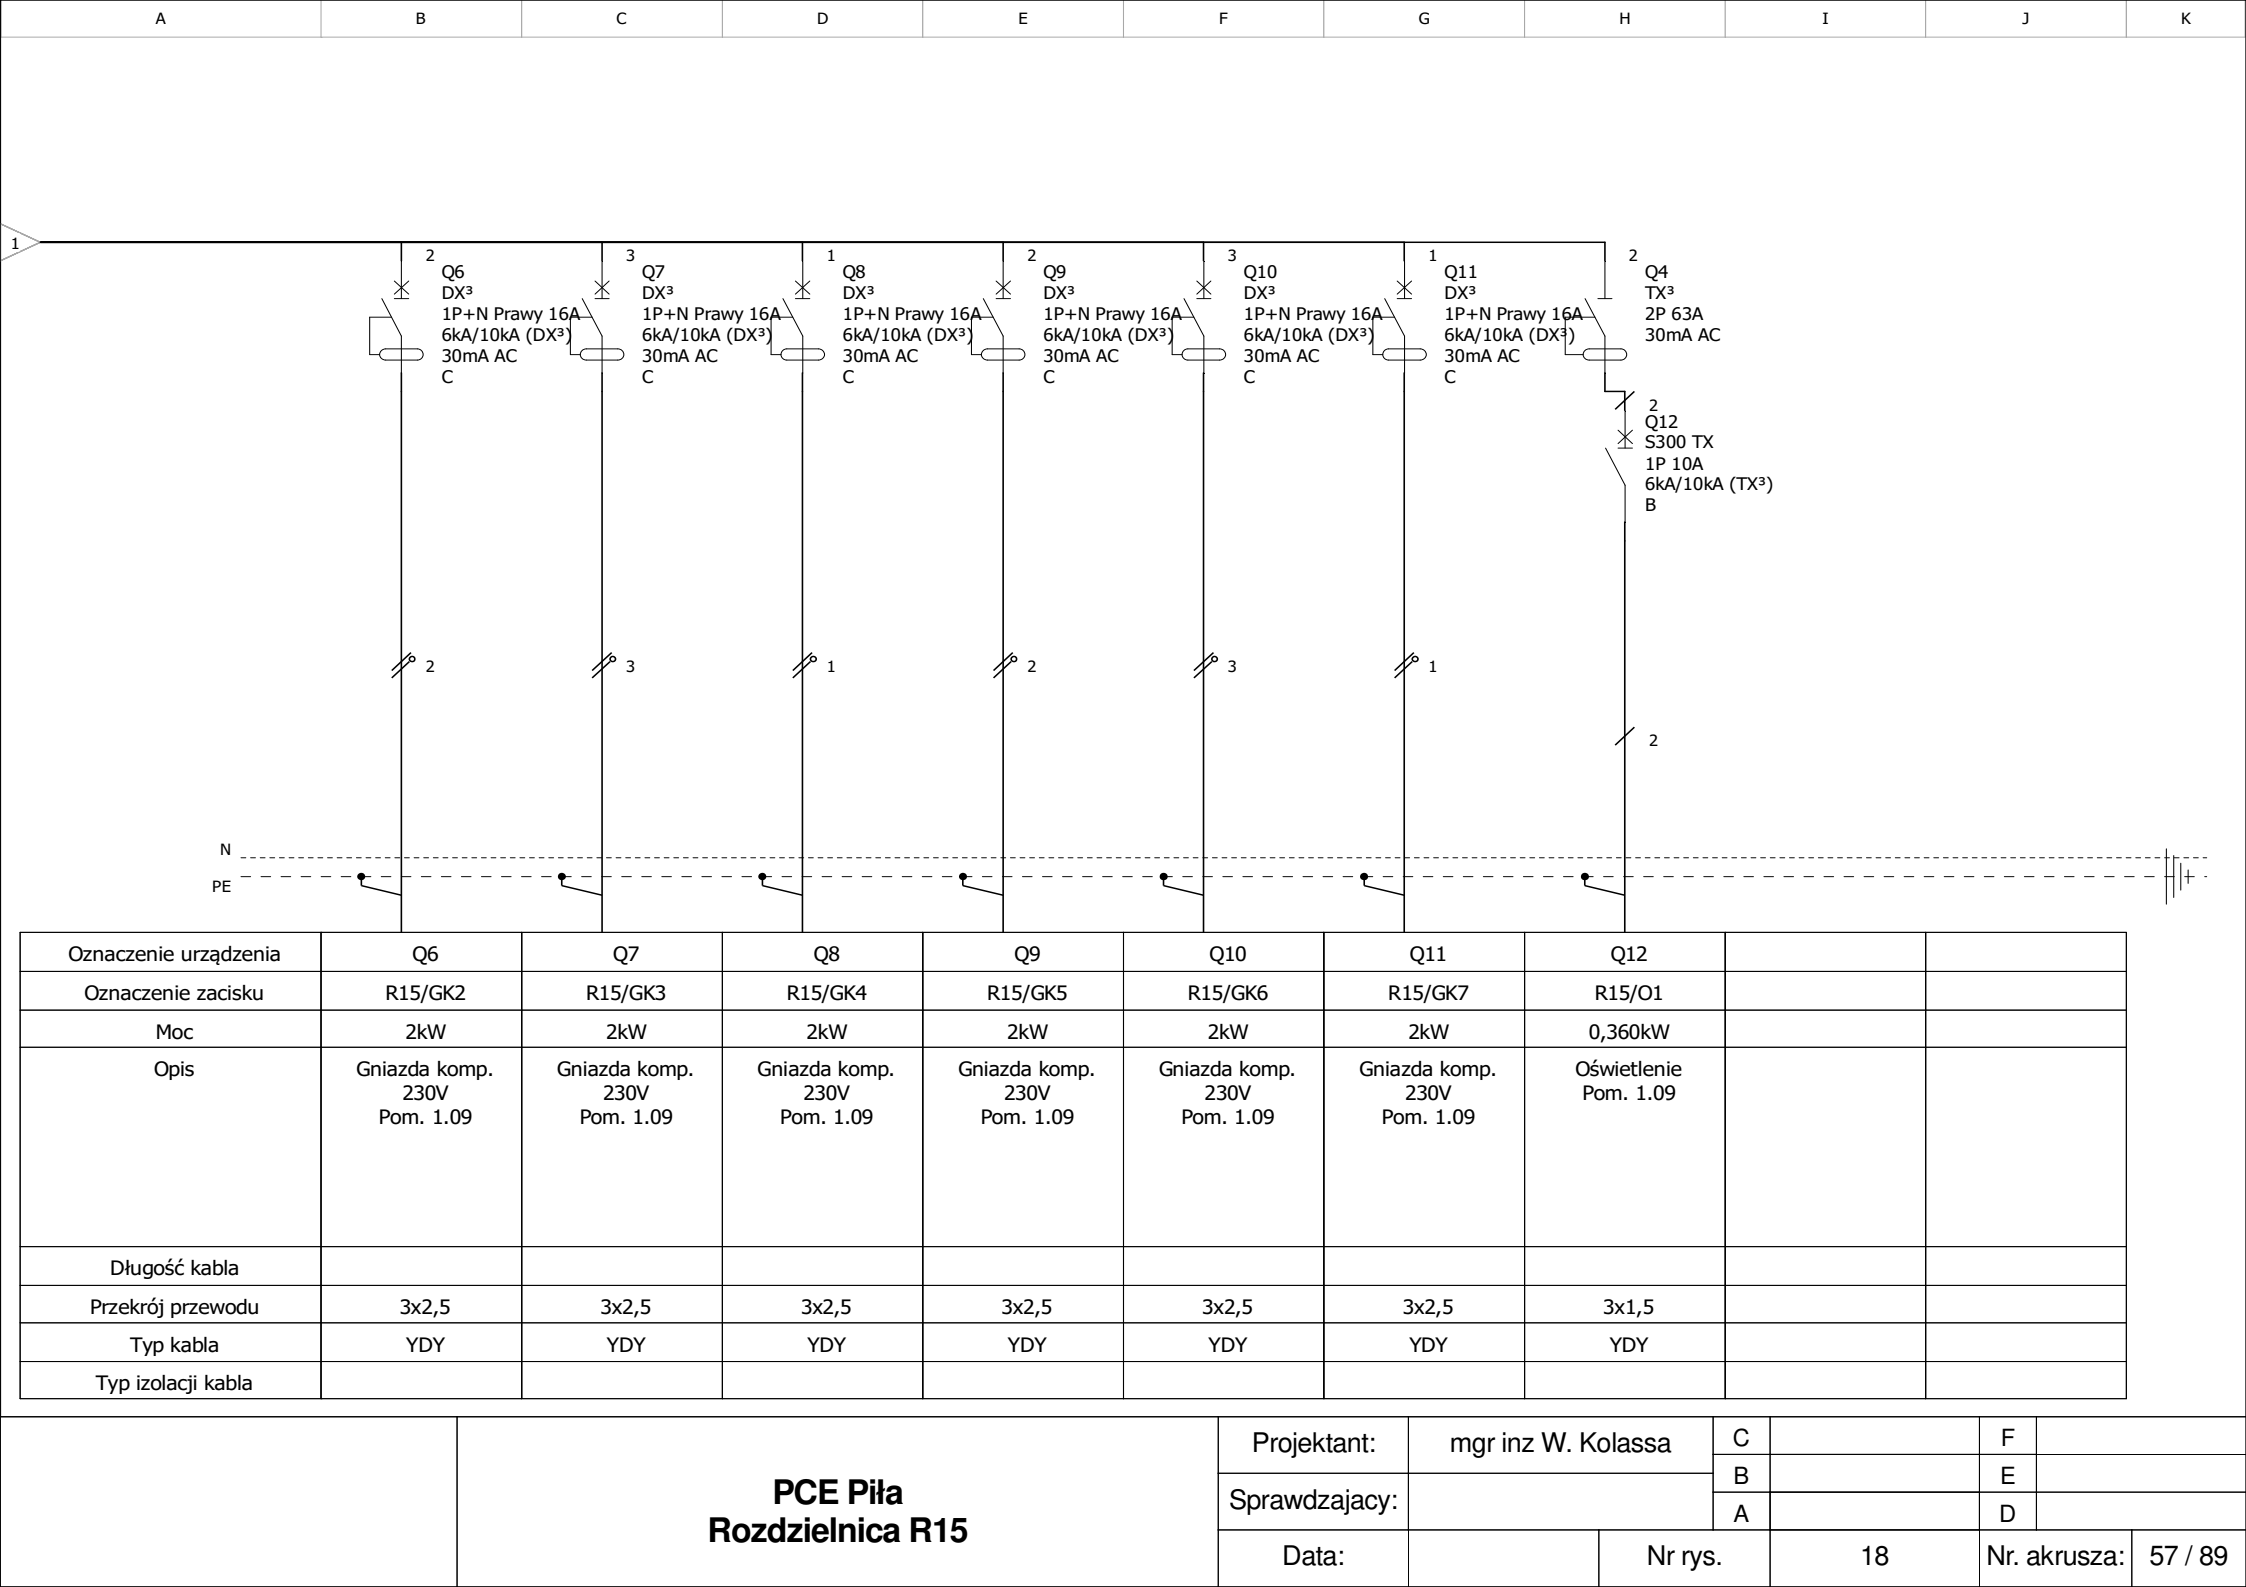 A B C D E F G H I J K
1
2 3 1 2 3 1 2
Q6
DX³
1P+N Prawy 16A
6kA/10kA (DX³)
30mA AC
C
Q7
DX³
1P+N Prawy 16A
6kA/10kA (DX³)
30mA AC
C
Q8
DX³
1P+N Prawy 16A
6kA/10kA (DX³)
30mA AC
C
Q9
DX³
1P+N Prawy 16A
6kA/10kA (DX³)
30mA AC
C
Q10
DX³
1P+N Prawy 16A
6kA/10kA (DX³)
30mA AC
C
Q11
DX³
1P+N Prawy 16A
6kA/10kA (DX³)
30mA AC
C
Q4
TX³
2P 63A
30mA AC
2
Q12
S300 TX
1P 10A
6kA/10kA (TX³)
B
2 3 1 2 3 1
2
N
PE
Oznaczenie urządzenia Q6 Q7 Q8 Q9 Q10 Q11 Q12
Oznaczenie zacisku R15/GK2 R15/GK3 R15/GK4 R15/GK5 R15/GK6 R15/GK7 R15/O1
Moc 2kW 2kW 2kW 2kW 2kW 2kW 0,360kW
Opis Gniazda komp. Gniazda komp. Gniazda komp. Gniazda komp. Gniazda komp. Gniazda komp. Oświetlenie
230V 230V 230V 230V 230V 230V Pom. 1.09
Pom. 1.09 Pom. 1.09 Pom. 1.09 Pom. 1.09 Pom. 1.09 Pom. 1.09
Długość kabla
Przekrój przewodu 3x2,5 3x2,5 3x2,5 3x2,5 3x2,5 3x2,5 3x1,5
Typ kabla YDY YDY YDY YDY YDY YDY YDY
Typ izolacji kabla
PCE Piła
Rozdzielnica R15
Projektant: mgr inz W. Kolassa
Sprawdzajacy:
C F
B E
A D
Data: Nr rys. 18 Nr. akrusza: 57 / 89